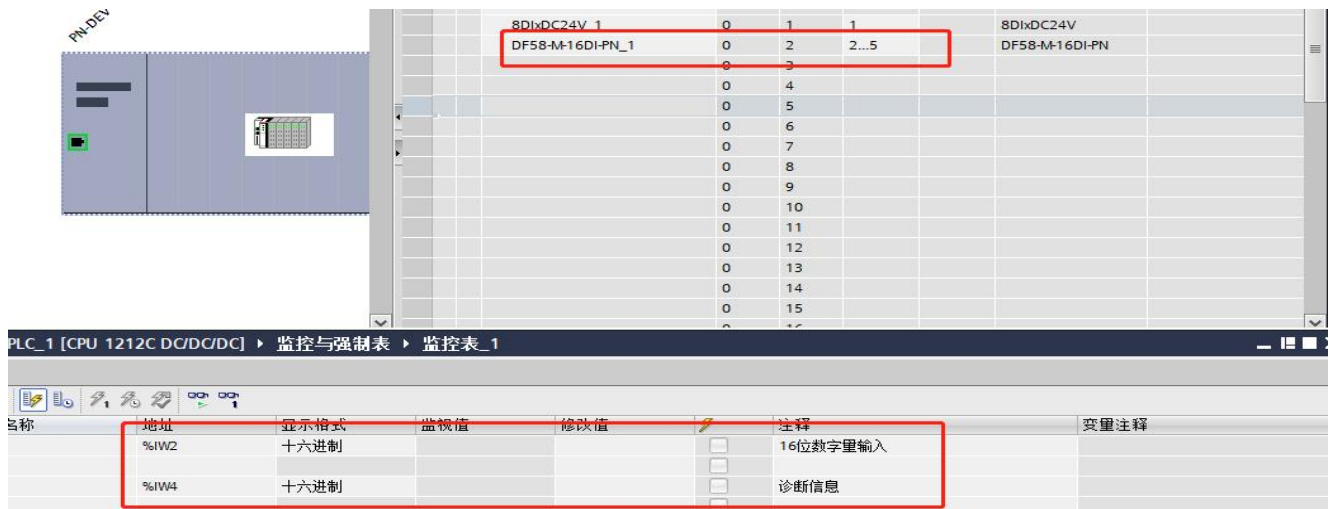 PN-DEV
8DIxDC24V_1 0 1 1 8DIxDC24V
DF58-M-16DI-PN_1 0 2 2...5 DF58-M-16DI-PN
0 3
0 4
0 5
0 6
0 7
0 8
0 9
0 10
0 11
0 12
0 13
0 14
0 15
PLC_1 [CPU 1212C DC/DC/DC] 监控与强制表 监控表_1
名称 地址 显示格式 监视值 修改值 注释 变量注释
%IW2 十六进制 16位数字里输入
%IW4 十六进制 诊断信息